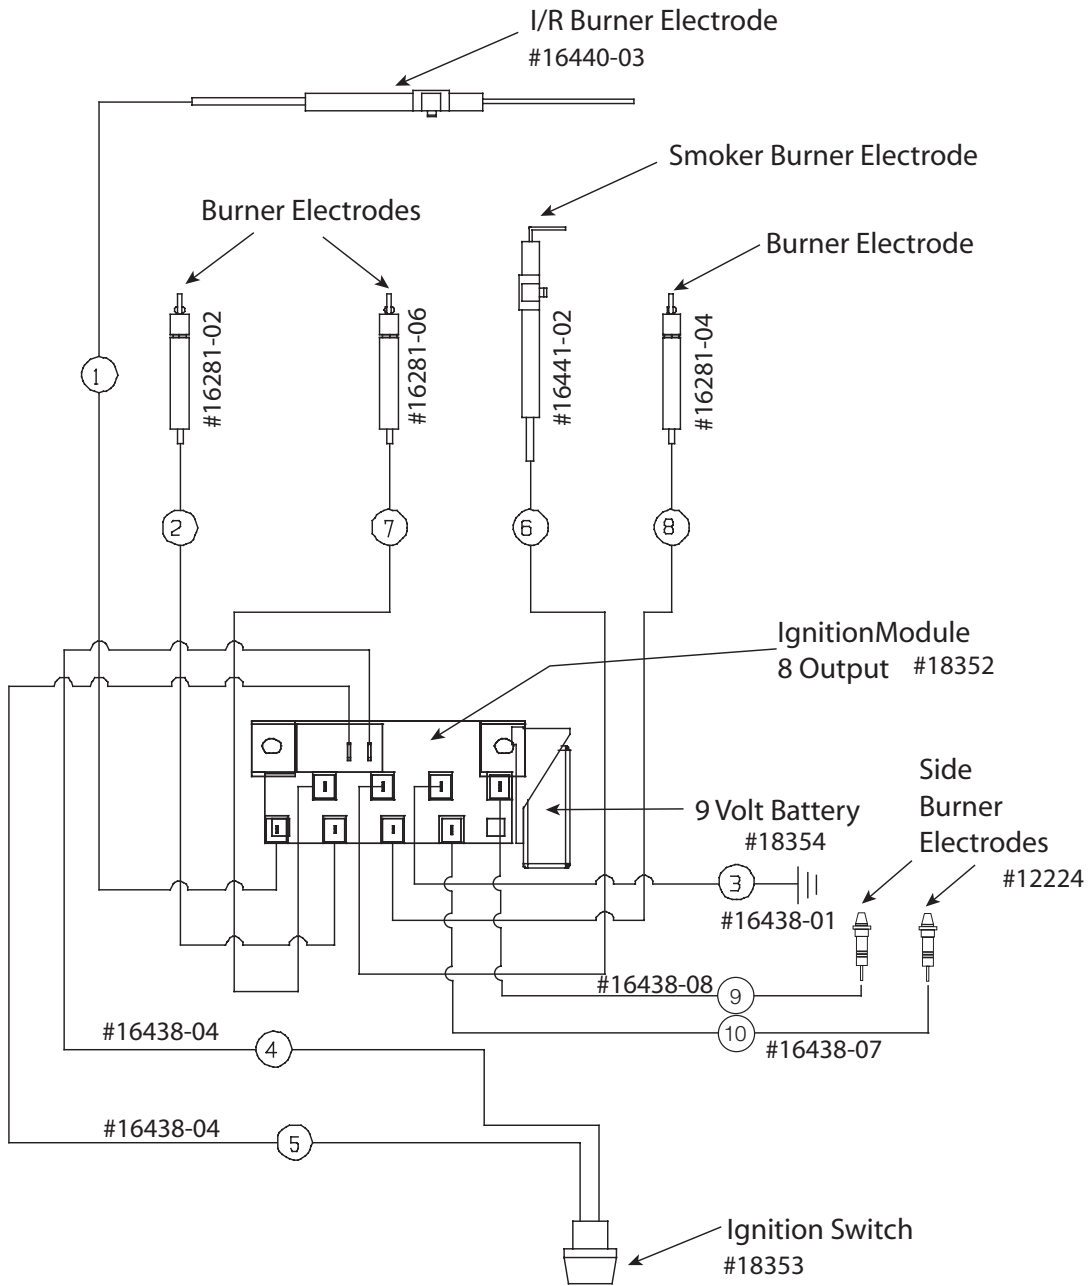 I/R Burner Electrode
#16440-03
Smoker Burner Electrode
Burner Electrodes
Burner Electrode
#16281-02
#16281-06
#16441-02
#16281-04
1
2
7
6
8
IgnitionModule
8 Output #18352
9 Volt Battery
#18354
Side
Burner
Electrodes
#12224
3
#16438-01
#16438-08
9
10
#16438-07
#16438-04
4
#16438-04
5
Ignition Switch
#18353